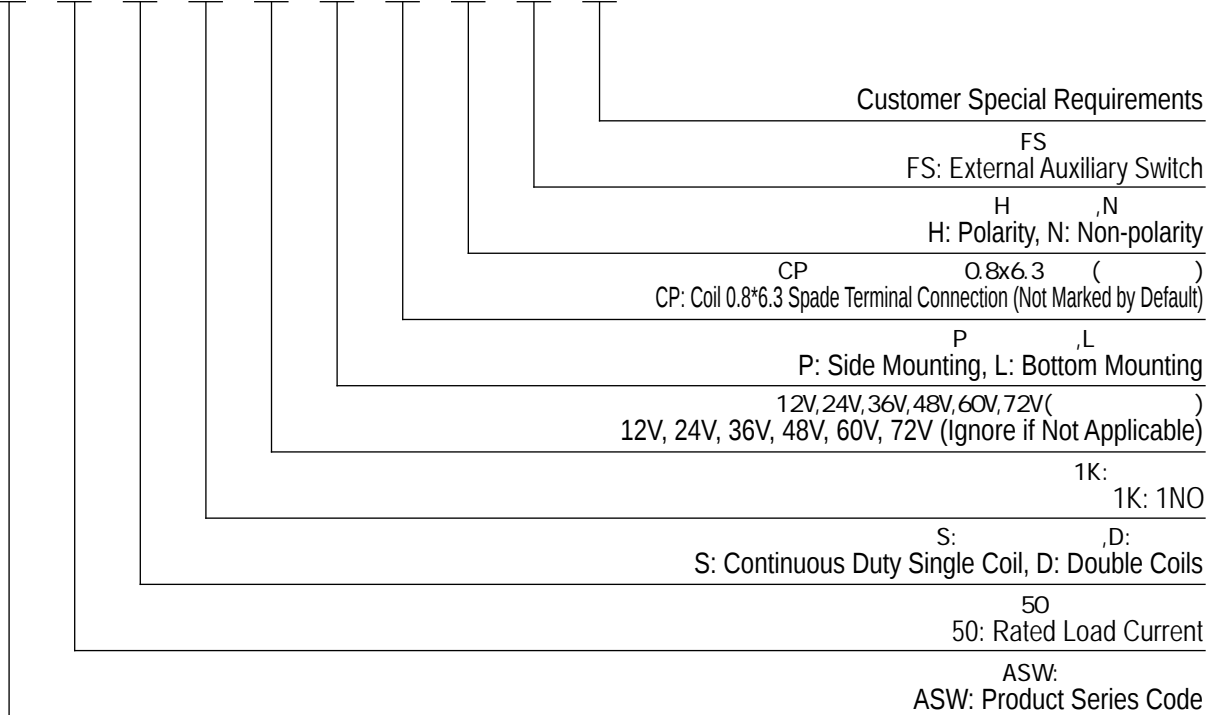 Customer Special Requirements
FS
FS: External Auxiliary Switch
H ,N
H: Polarity, N: Non-polarity
CP 0.8x6.3 ( )
CP: Coil 0.8*6.3 Spade Terminal Connection (Not Marked by Default)
P ,L
P: Side Mounting, L: Bottom Mounting
12V,24V,36V,48V,60V,72V( )
12V, 24V, 36V, 48V, 60V, 72V (Ignore if Not Applicable)
1K:
1K: 1NO
S: ,D:
S: Continuous Duty Single Coil, D: Double Coils
50
50: Rated Load Current
ASW:
ASW: Product Series Code